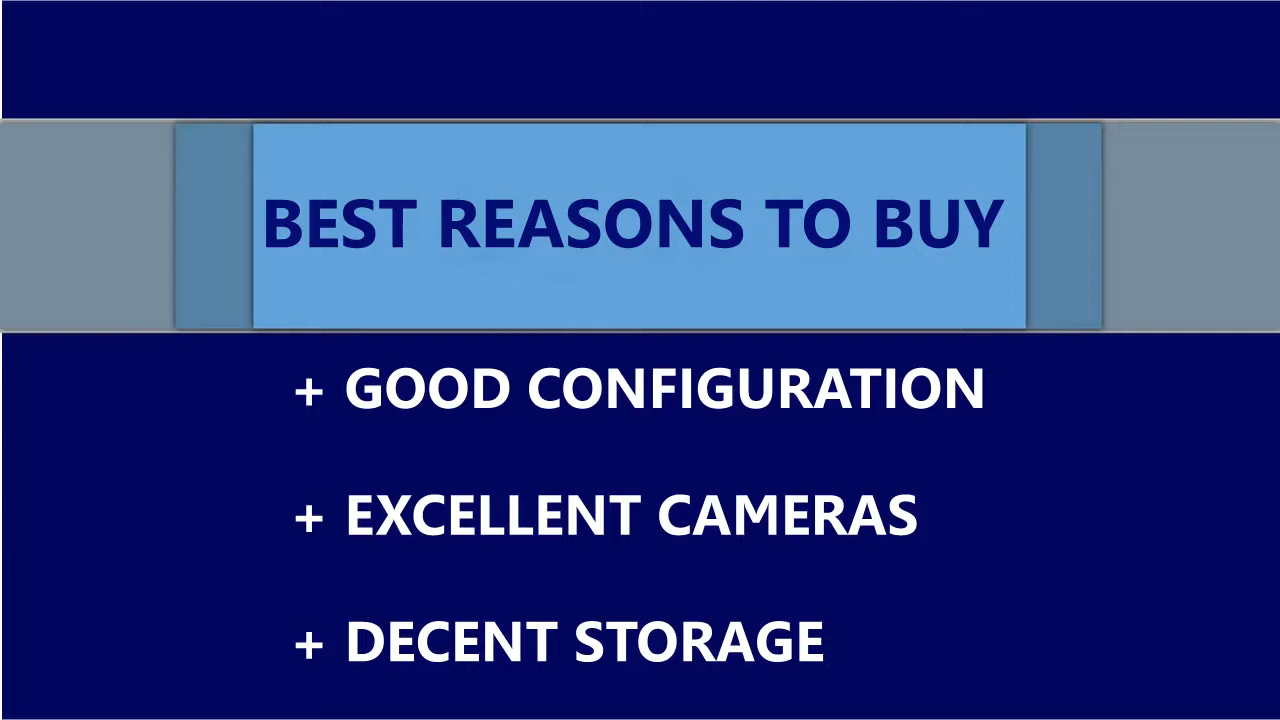 BEST REASONS TO BUY
+ GOOD CONFIGURATION
+ EXCELLENT CAMERAS
+ DECENT STORAGE